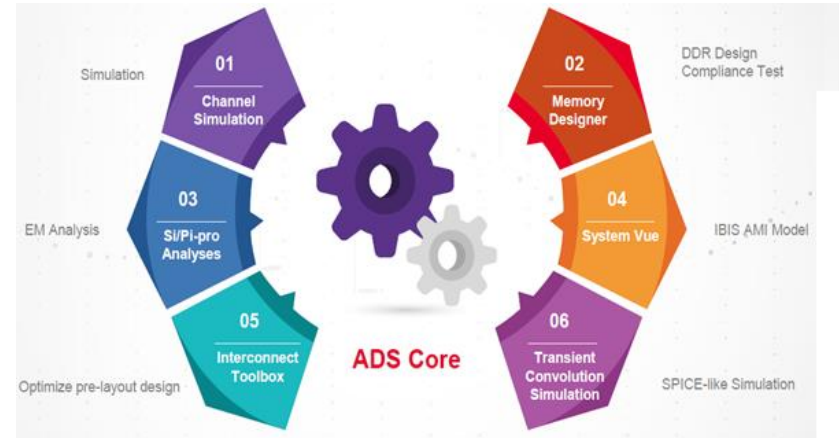 Simulation
01
Channel
Simulation
02
Memory
Designer
DDR Design
Compliance Test
EM Analysis
03
Si/Pi-pro
Analyses
04
System Vue
IBIS AMI Model
Optimize pre-layout design
05
Interconnect
Toolbox
ADS Core
06
Transient
Convolution
Simulation
SPICE-like Simulation